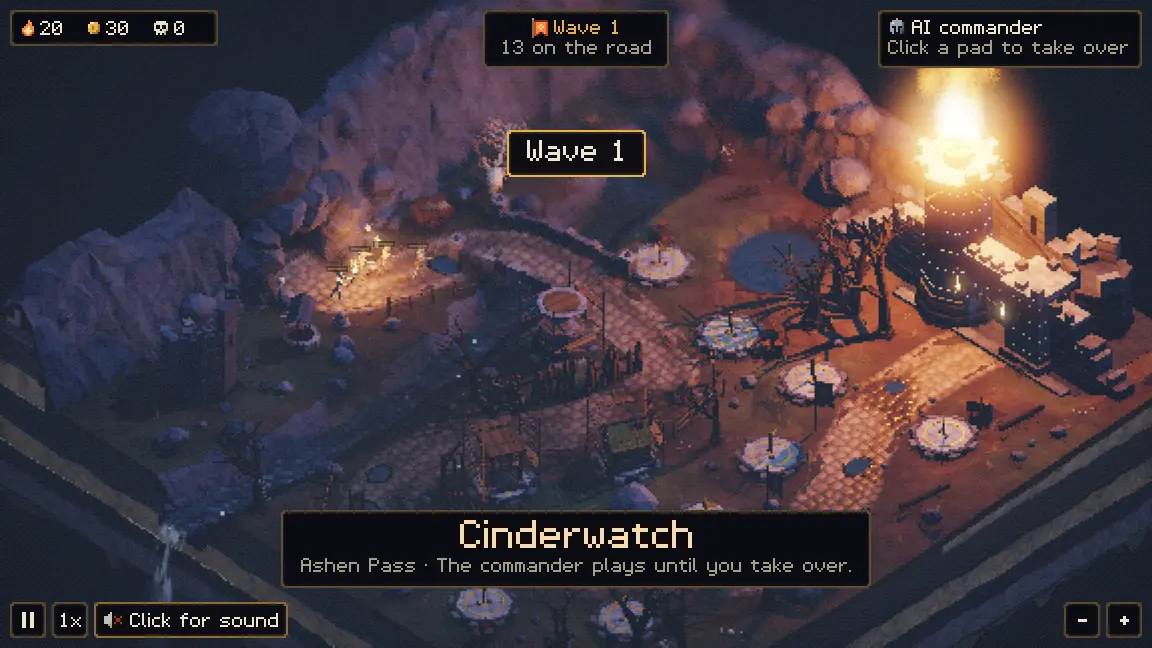 20 30 0
Wave 1
13 on the road
AI commander
Click a pad to take over
Wave 1
Cinderwatch
Ashen Pass · The commander plays until you take over.
1x
Click for sound
- +